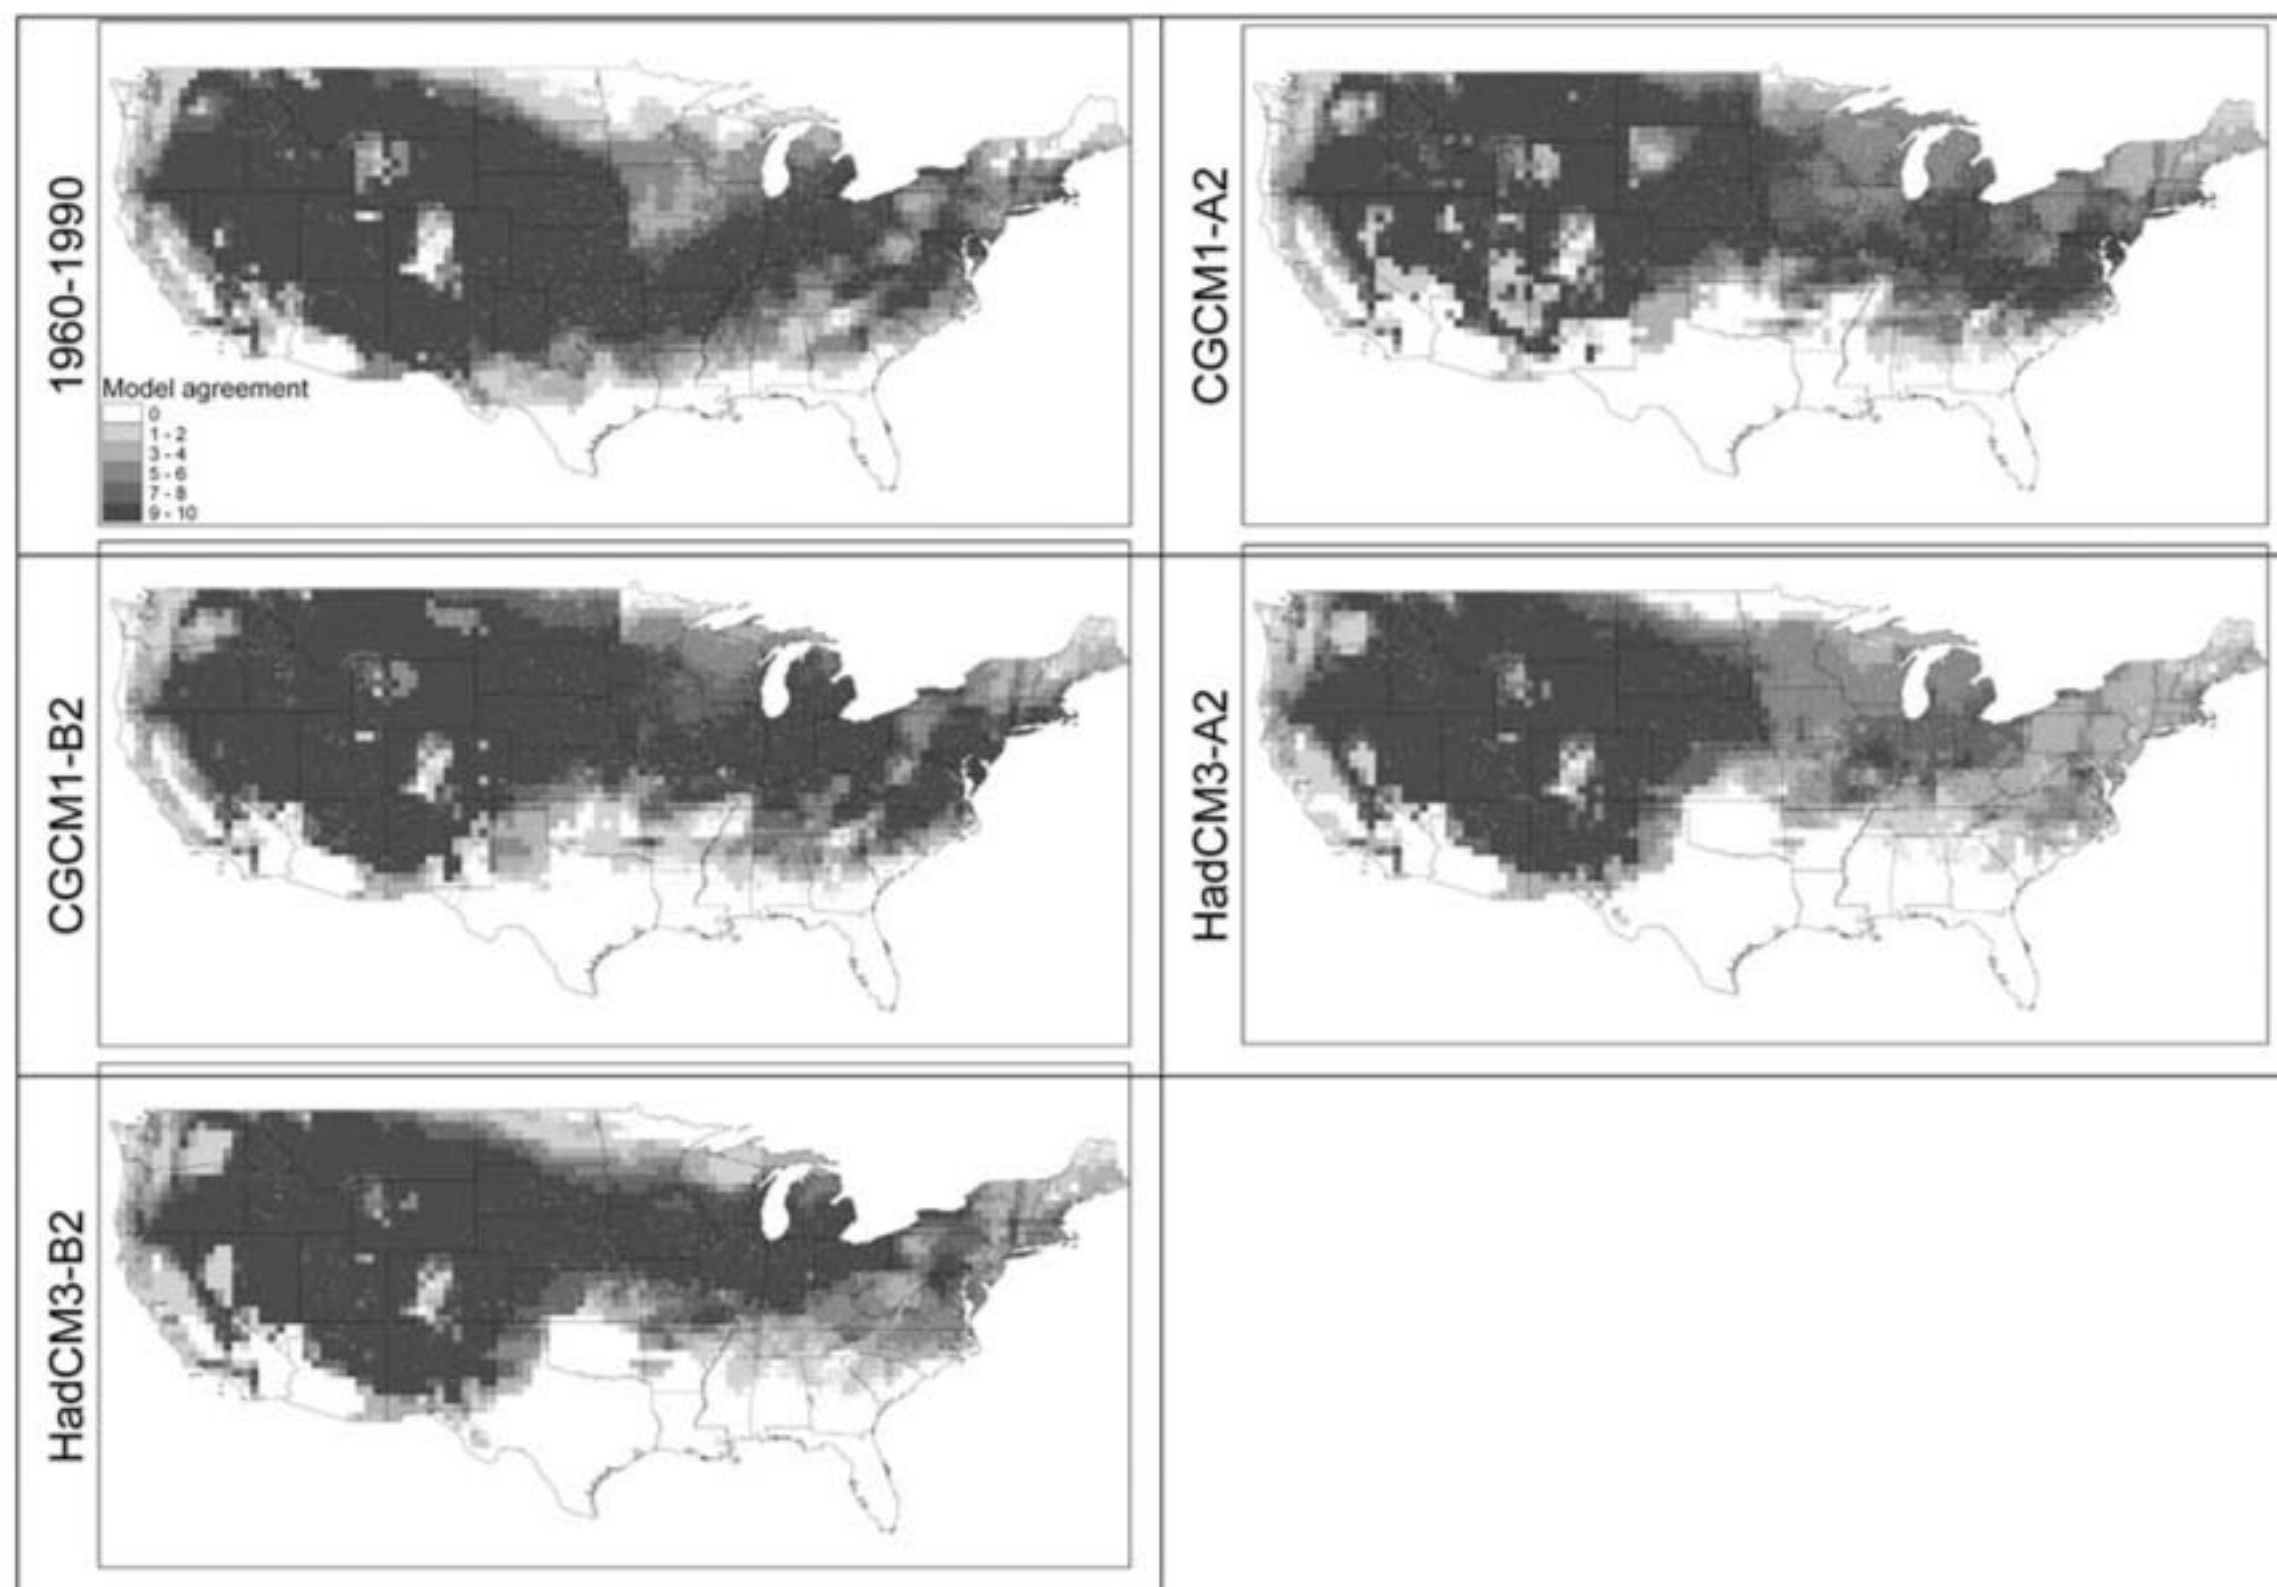 1960-1990
Model agreement
0
1 - 2
3 - 4
5 - 6
7 - 8
9 - 10
CGCM1-A2
CGCM1-B2
HadCM3-A2
HadCM3-B2